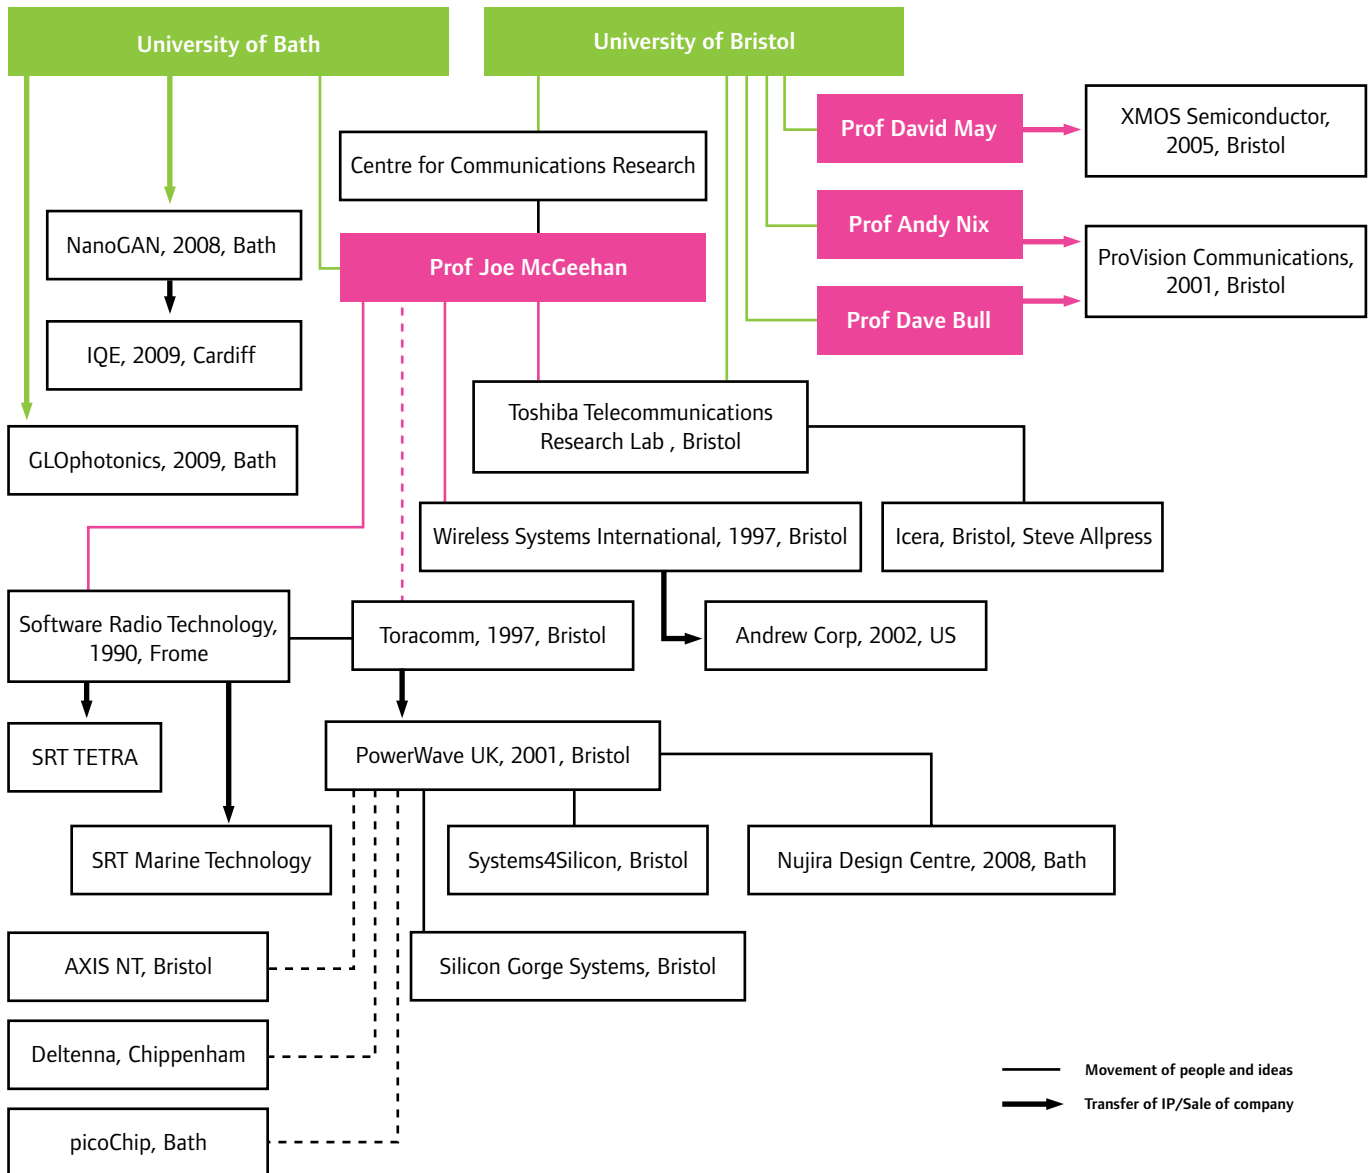 University of Bath
University of Bristol
Prof David May
XMOS Semiconductor,
2005, Bristol
Centre for Communications Research
Prof Andy Nix
NanoGAN, 2008, Bath
Prof Joe McGeehan
ProVision Communications,
2001, Bristol
Prof Dave Bull
IQE, 2009, Cardiff
Toshiba Telecommunications
Research Lab , Bristol
GLOphotonics, 2009, Bath
Wireless Systems International, 1997, Bristol
Icera, Bristol, Steve Allpress
Software Radio Technology,
1990, Frome
Toracomm, 1997, Bristol
Andrew Corp, 2002, US
SRT TETRA
PowerWave UK, 2001, Bristol
SRT Marine Technology
Systems4Silicon, Bristol
Nujira Design Centre, 2008, Bath
AXIS NT, Bristol
Silicon Gorge Systems, Bristol
Deltenna, Chippenham
picoChip, Bath
Movement of people and ideas
Transfer of IP/Sale of company